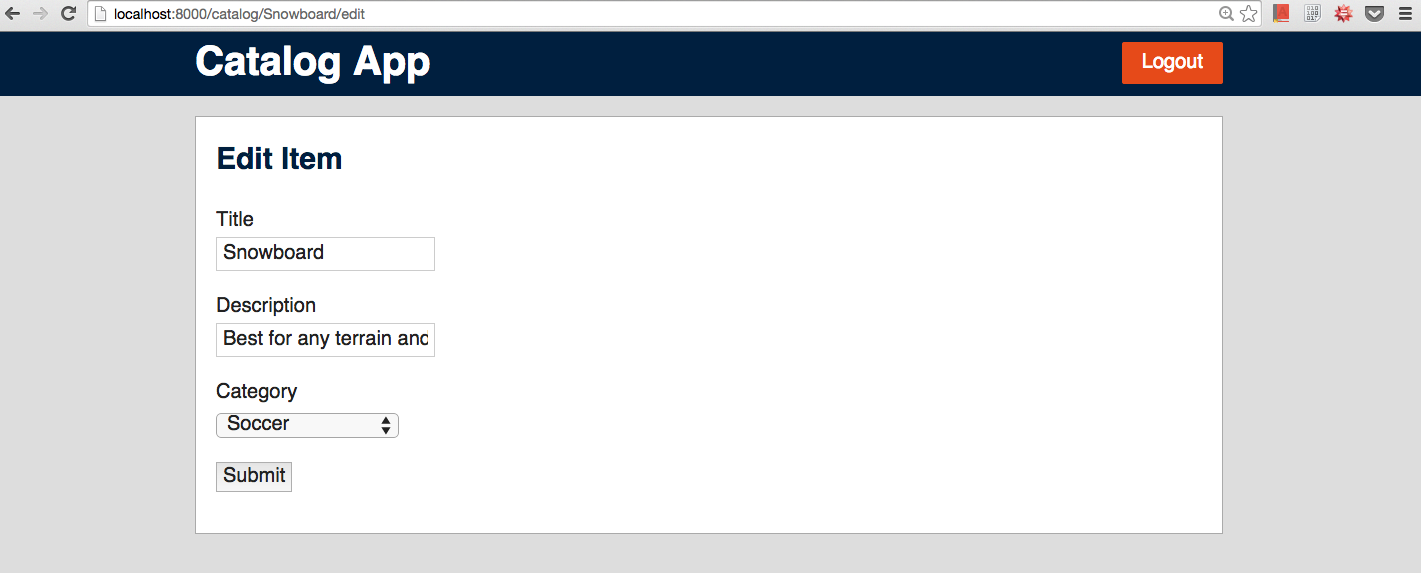 localhost:8000/catalog/Snowboard/edit
Catalog App
Logout
Edit Item
Title
Snowboard
Description
Best for any terrain and
Category
Soccer
Submit